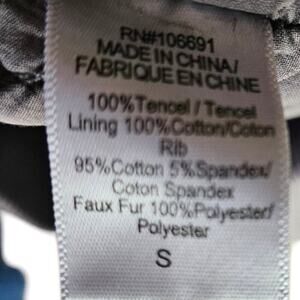 RN#106691
MADE IN CHINA/
FABRIQUE EN CHINE
100%Tencel / Tencel
Lining 100%Cotton/Coton
Rib
95%Cotton 5%Spandex/
Coton Spandex
Faux Fur 100%Polyester/
Polyester
S